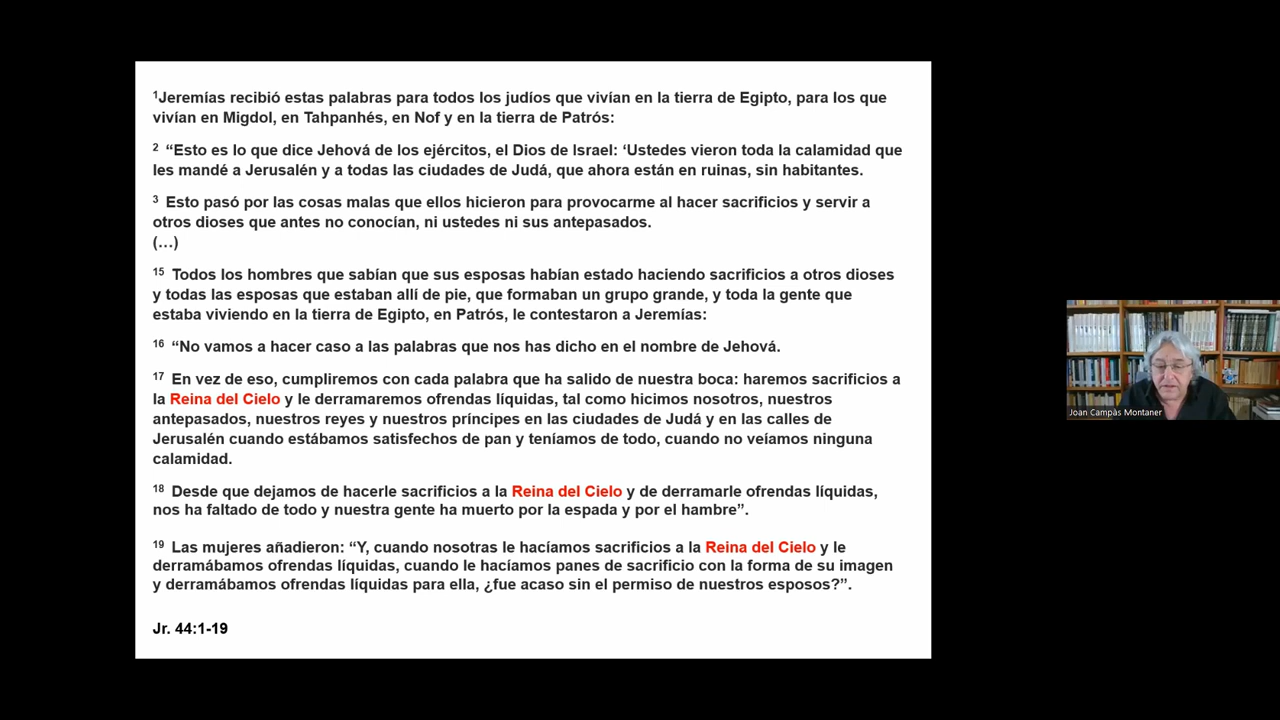 ¹Jeremías recibió estas palabras para todos los judíos que vivían en la tierra de Egipto, para los que
vivían en Migdol, en Tahpanhés, en Nof y en la tierra de Patrós:
² “Esto es lo que dice Jehová de los ejércitos, el Dios de Israel: ‘Ustedes vieron toda la calamidad que
les mandé a Jerusalén y a todas las ciudades de Judá, que ahora están en ruinas, sin habitantes.
³ Esto pasó por las cosas malas que ellos hicieron para provocarme al hacer sacrificios y servir a
otros dioses que antes no conocían, ni ustedes ni sus antepasados.
(…)
¹⁵ Todos los hombres que sabían que sus esposas habían estado haciendo sacrificios a otros dioses
y todas las esposas que estaban allí de pie, que formaban un grupo grande, y toda la gente que
estaba viviendo en la tierra de Egipto, en Patrós, le contestaron a Jeremías:
¹⁶ “No vamos a hacer caso a las palabras que nos has dicho en el nombre de Jehová.
¹⁷ En vez de eso, cumpliremos con cada palabra que ha salido de nuestra boca: haremos sacrificios a
la Reina del Cielo y le derramaremos ofrendas líquidas, tal como hicimos nosotros, nuestros
antepasados, nuestros reyes y nuestros príncipes en las ciudades de Judá y en las calles de
Jerusalén cuando estábamos satisfechos de pan y teníamos de todo, cuando no veíamos ninguna
calamidad.
¹⁸ Desde que dejamos de hacerle sacrificios a la Reina del Cielo y de derramarle ofrendas líquidas,
nos ha faltado de todo y nuestra gente ha muerto por la espada y por el hambre”.
¹⁹ Las mujeres añadieron: “Y, cuando nosotras le hacíamos sacrificios a la Reina del Cielo y le
derramábamos ofrendas líquidas, cuando le hacíamos panes de sacrificio con la forma de su imagen
y derramábamos ofrendas líquidas para ella, ¿fue acaso sin el permiso de nuestros esposos?”.
Jr. 44:1-19
Joan Campàs Montaner